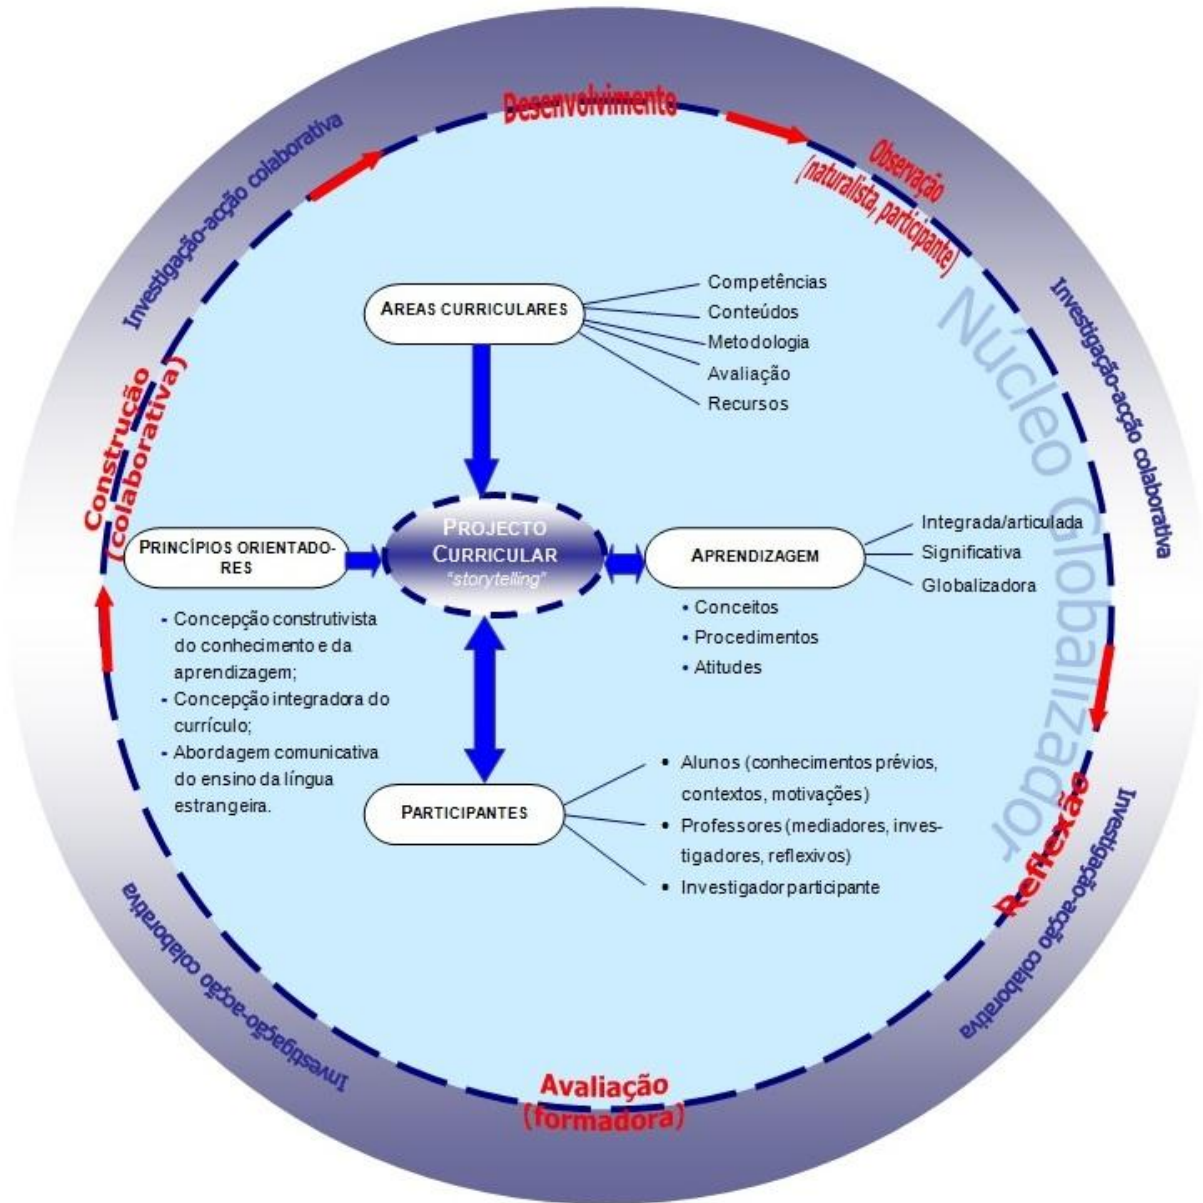 Desenvolvimento
Observação
(naturalista, participante)
Investigação-acção colaborativa
Investigação-acção colaborativa
Núcleo Globalizador
Construção
(colaborativa)
AREAS CURRICULARES
Competências
Conteúdos
Metodologia
Avaliação
Recursos
PROJECTO
CURRICULAR
"storytelling"
PRINCÍPIOS ORIENTADO-
RES
- Concepção construtivista
do conhecimento e da
aprendizagem;
- Concepção integradora do
currículo;
- Abordagem comunicativa
do ensino da língua
estrangeira.
APRENDIZAGEM
Integrada/articulada
Significativa
Globalizadora
• Conceitos
• Procedimentos
• Atitudes
PARTICIPANTES
• Alunos (conhecimentos prévios,
contextos, motivações)
• Professores (mediadores, inves-
tigadores, reflexivos)
• Investigador participante
Reflexão
Investigação-acção colaborativa
Investigação-acção colaborativa
Avaliação
(formadora)